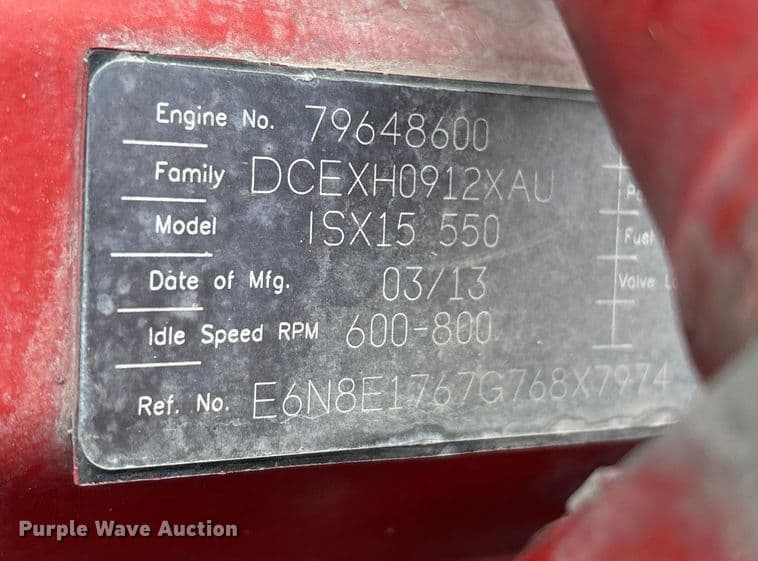 Engine No. 79648600
Family DCEXH0912XAU
Model ISX15 550
Fuel
Date of Mfg. 03/13
Valve
Idle Speed RPM 600-800
Ref. No. E6N8E1767G768X7974
Purple Wave Auction